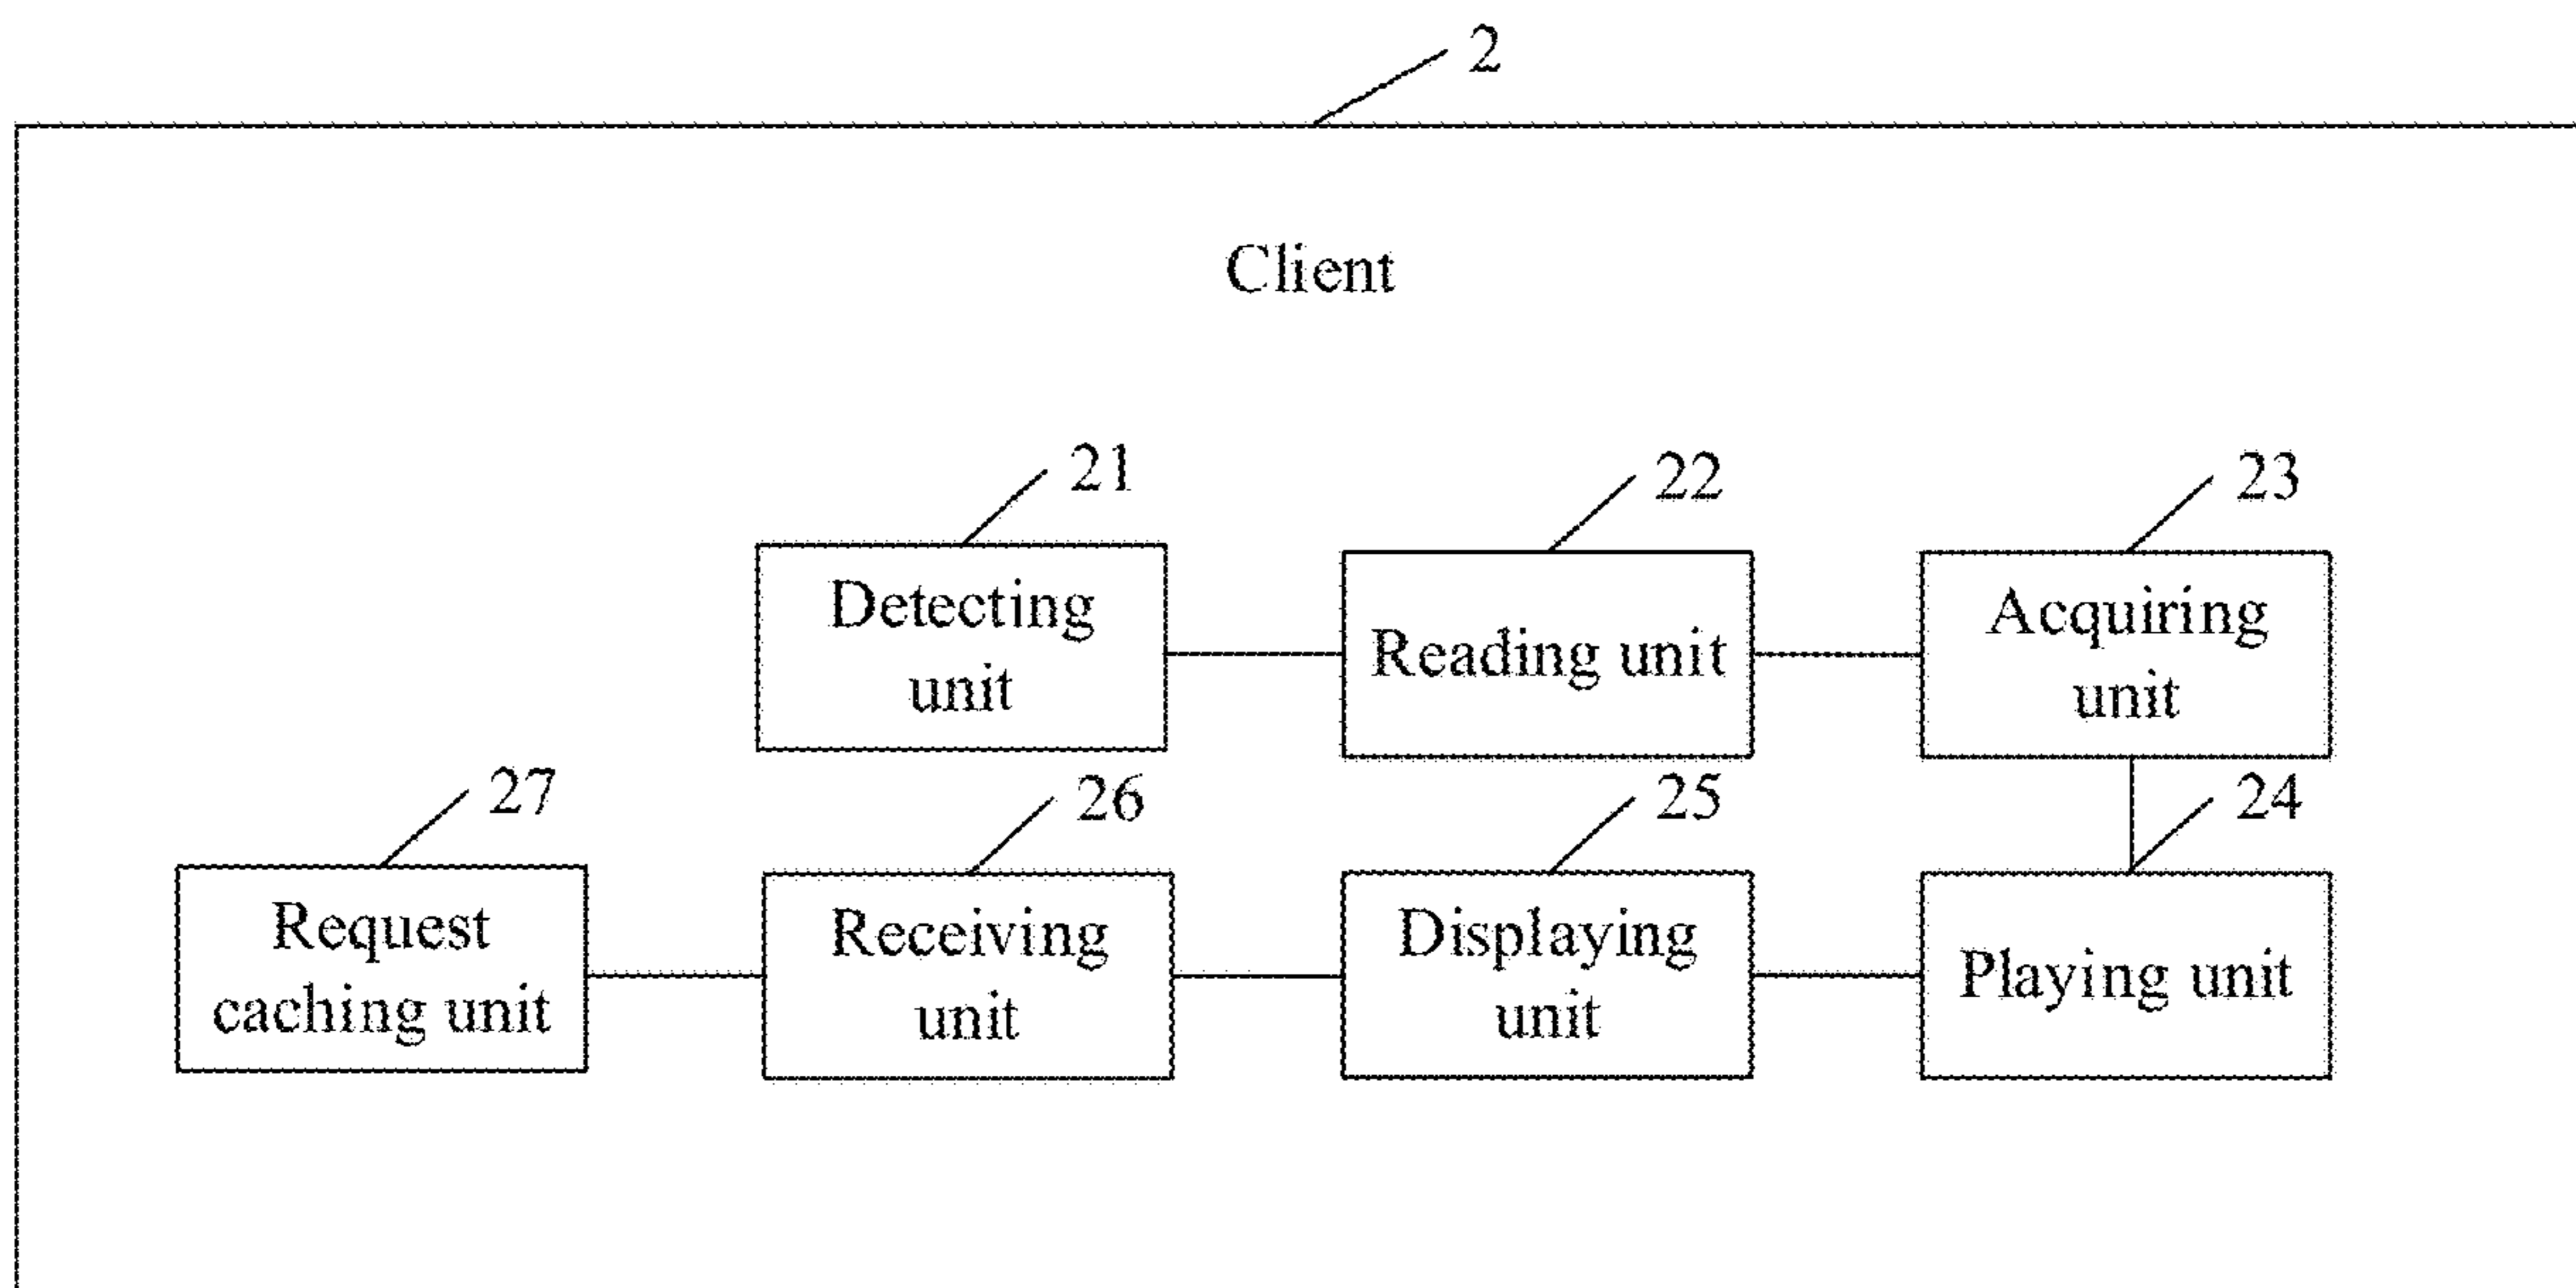 2
Client
21
22
23
Detecting
unit
Reading unit
Acquiring
unit
27
26
25
24
Request
caching unit
Receiving
unit
Displaying
unit
Playing unit